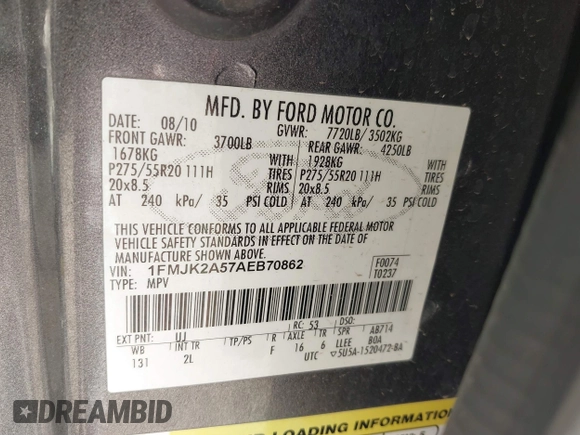 MFD. BY FORD MOTOR CO.
DATE: 08/10 GVWR: 7720LB/ 3502KG
FRONT GAWR: 3700LB REAR GAWR: 4250LB
1678KG WITH 1928KG WITH
P275/55R20 111H TIRES P275/55R20 111H TIRES
20x8.5 RIMS 20x8.5 RIMS
AT 240 kPa/ 35 PSI COLD AT 240 kPa/ 35 PSI COLD
THIS VEHICLE CONFORMS TO ALL APPLICABLE FEDERAL MOTOR
VEHICLE SAFETY STANDARDS IN EFFECT ON THE DATE OF
MANUFACTURE SHOWN ABOVE.
VIN: 1FMJK2A57AEB70862 F0074
TYPE: MPV T0237
RC: 53 DSO:
EXT PNT: UJ
WB INT TR TP/PS R AXLE TR SPR AB714
131 2L F 16 6 LLEE BOA
UTC 5U5A-1520472-BA
LOADING INFORMATION
DREAMBID